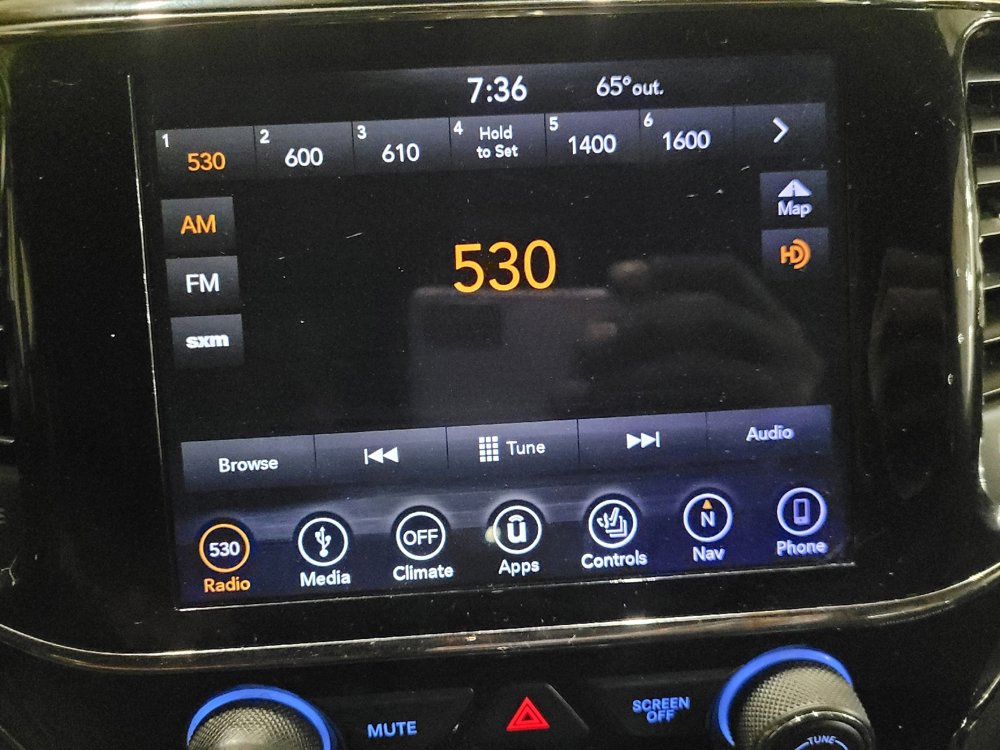 7:36 65°out.
1 530 2 600 3 610 4 Hold to Set 5 1400 6 1600
AM
Map
530
HD
FM
sxm
Browse Tune Audio
530 OFF ū N
Radio Media Climate Apps Controls Nav Phone
MUTE SCREEN OFF
TUNE